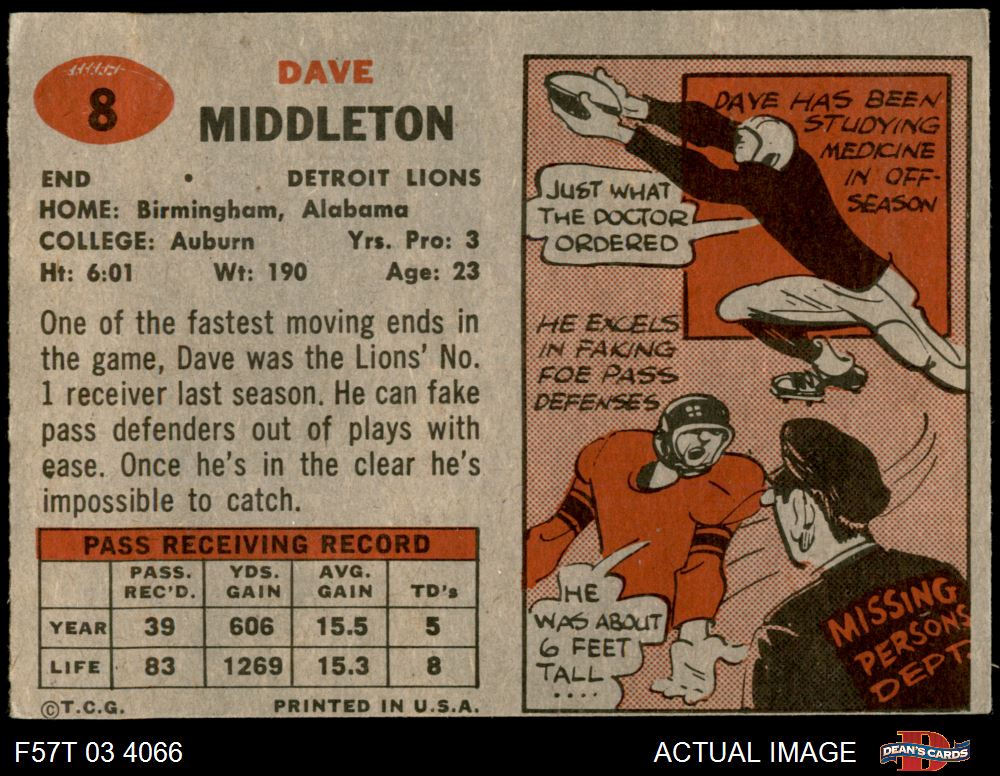 8
DAVE
MIDDLETON
END • DETROIT LIONS
HOME: Birmingham, Alabama
COLLEGE: Auburn Yrs. Pro: 3
Ht: 6:01 Wt: 190 Age: 23
One of the fastest moving ends in
the game, Dave was the Lions' No.
1 receiver last season. He can fake
pass defenders out of plays with
ease. Once he's in the clear he's
impossible to catch.
PASS RECEIVING RECORD
PASS. REC'D. YDS. GAIN AVG. GAIN TD's
YEAR 39 606 15.5 5
LIFE 83 1269 15.3 8
©T.C.G. PRINTED IN U.S.A.
DAVE HAS BEEN
STUDYING
MEDICINE
IN OFF-
SEASON
JUST WHAT
THE DOCTOR
ORDERED
HE EXCELS
IN FAKING
FOE PASS
DEFENSES
HE
WAS ABOUT
6 FEET
TALL
....
MISSING
PERSONS
DEPT.
F57T 03 4066
ACTUAL IMAGE
D
DEAN'S CARDS